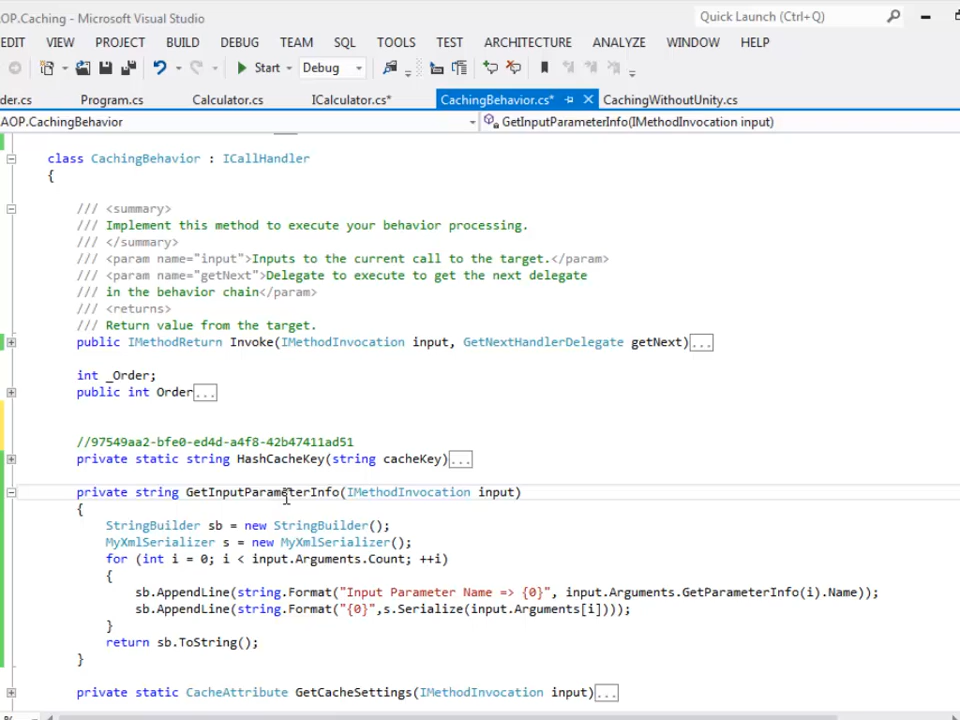 AOP.Caching - Microsoft Visual Studio
Quick Launch (Ctrl+Q)
EDIT VIEW PROJECT BUILD DEBUG TEAM SQL TOOLS TEST ARCHITECTURE ANALYZE WINDOW HELP
Start Debug
der.cs Program.cs Calculator.cs ICalculator.cs* CachingBehavior.cs* CachingWithoutUnity.cs
AOP.CachingBehavior GetInputParameterInfo(IMethodInvocation input)
class CachingBehavior : ICallHandler
{
/// <summary>
/// Implement this method to execute your behavior processing.
/// </summary>
/// <param name="input">Inputs to the current call to the target.</param>
/// <param name="getNext">Delegate to execute to get the next delegate
/// in the behavior chain</param>
/// <returns>
/// Return value from the target.
public IMethodReturn Invoke(IMethodInvocation input, GetNextHandlerDelegate getNext)...
int _Order;
public int Order...
//97549aa2-bfe0-ed4d-a4f8-42b47411ad51
private static string HashCacheKey(string cacheKey)...
private string GetInputParameterInfo(IMethodInvocation input)
{
StringBuilder sb = new StringBuilder();
MyXmlSerializer s = new MyXmlSerializer();
for (int i = 0; i < input.Arguments.Count; ++i)
{
sb.AppendLine(string.Format("Input Parameter Name => {0}", input.Arguments.GetParameterInfo(i).Name));
sb.AppendLine(string.Format("{0}",s.Serialize(input.Arguments[i])));
}
return sb.ToString();
}
private static CacheAttribute GetCacheSettings(IMethodInvocation input)...
%